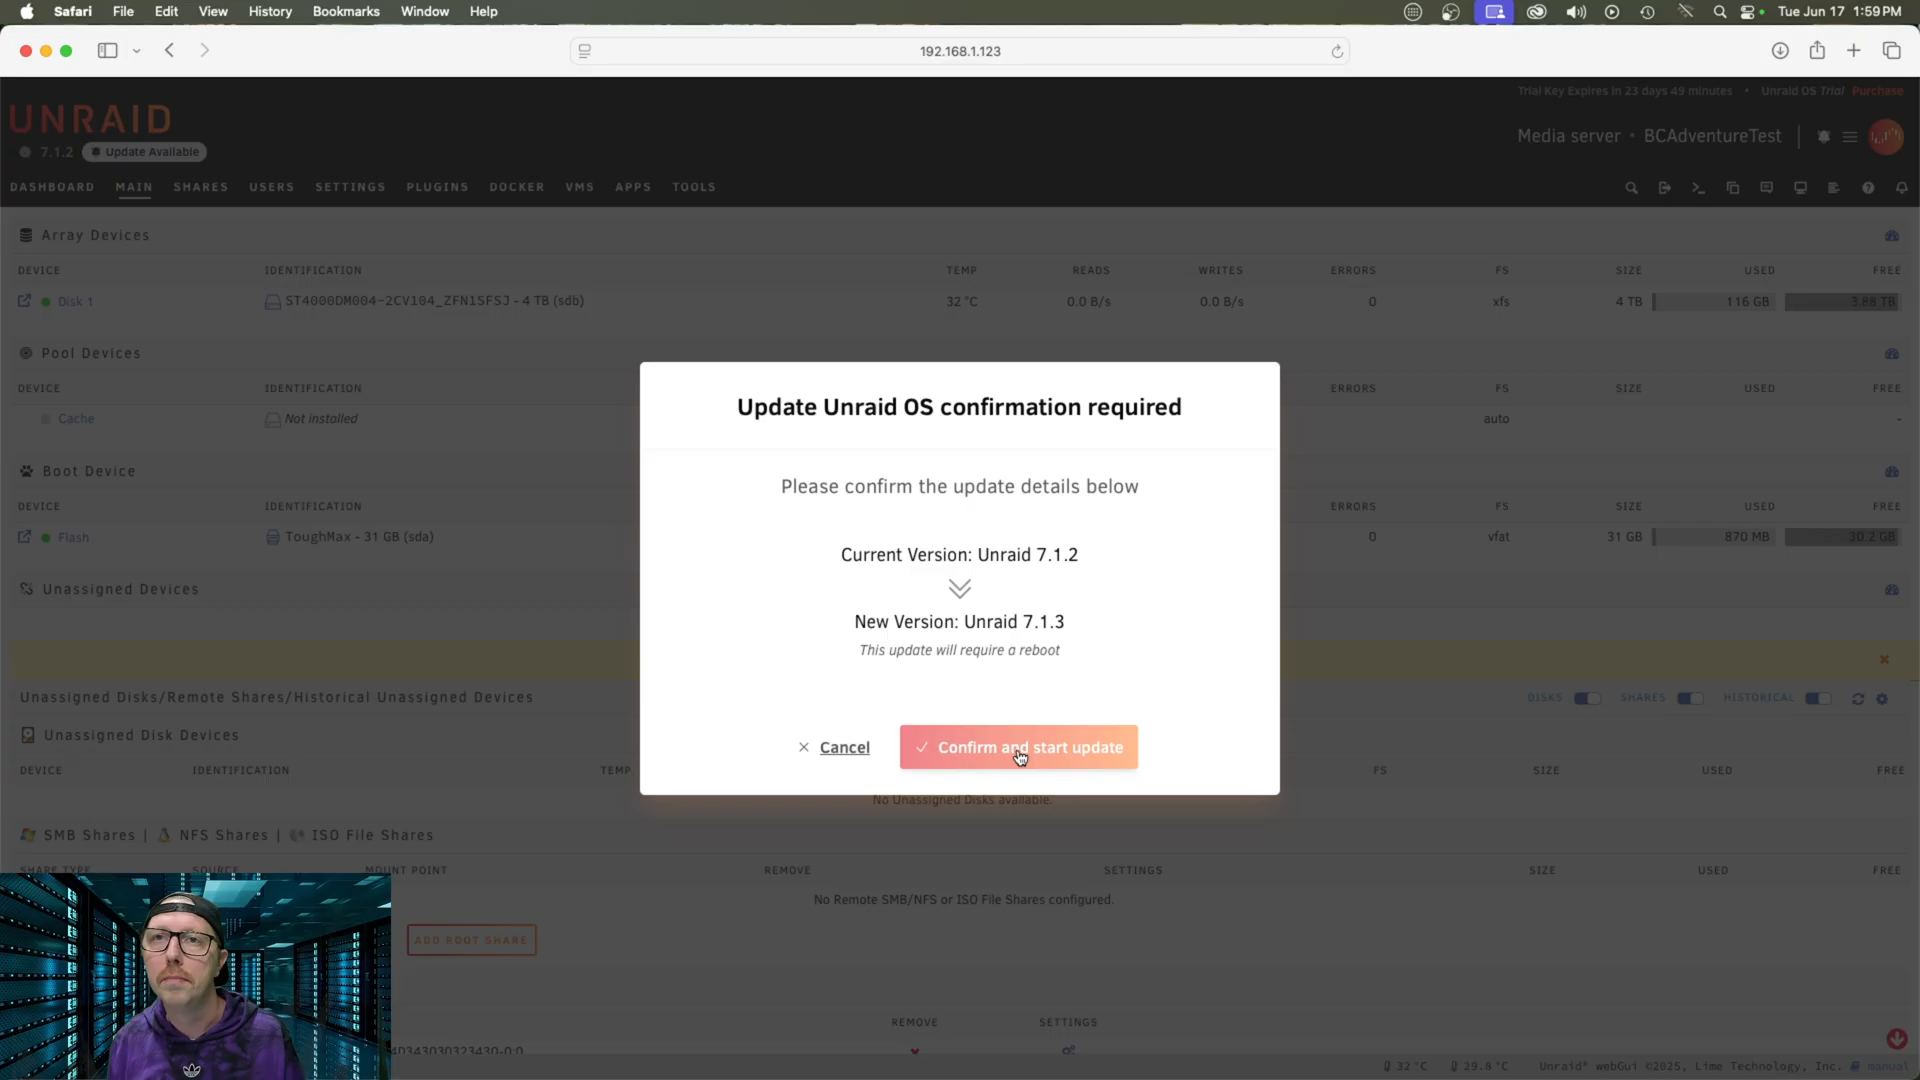 Safari File Edit View History Bookmarks Window Help Tue Jun 17 1:59 PM
192.168.1.123
Trial Key Expires in 23 days 49 minutes • Unraid OS Trial Purchase
UNRAID
7.1.2 Update Available
Media server • BCAdventureTest
DASHBOARD MAIN SHARES USERS SETTINGS PLUGINS DOCKER VMS APPS TOOLS
Array Devices
DEVICE IDENTIFICATION TEMP READS WRITES ERRORS FS SIZE USED FREE
Disk 1 ST4000DM004-2CV104_ZFN1SFSJ - 4 TB (sdb) 32 °C 0.0 B/s 0.0 B/s 0 xfs 4 TB 116 GB 3.88 TB
Pool Devices
DEVICE IDENTIFICATION ERRORS FS SIZE USED FREE
Cache Not installed auto -
Boot Device
DEVICE IDENTIFICATION ERRORS FS SIZE USED FREE
Flash ToughMax - 31 GB (sda) 0 vfat 31 GB 870 MB 30.2 GB
Unassigned Devices
Update Unraid OS confirmation required
Please confirm the update details below
Current Version: Unraid 7.1.2
New Version: Unraid 7.1.3
This update will require a reboot
Cancel Confirm and start update
Unassigned Disks/Remote Shares/Historical Unassigned Devices DISKS SHARES HISTORICAL
Unassigned Disk Devices
DEVICE IDENTIFICATION TEMP FS SIZE USED FREE
No Unassigned Disks available.
SMB Shares | NFS Shares | ISO File Shares
SHARE TYPE SOURCE MOUNT POINT REMOVE SETTINGS SIZE USED FREE
No Remote SMB/NFS or ISO File Shares configured.
ADD ROOT SHARE
REMOVE SETTINGS
32 °C 29.8 °C Unraid® webGui ©2025, Lime Technology, Inc. manual